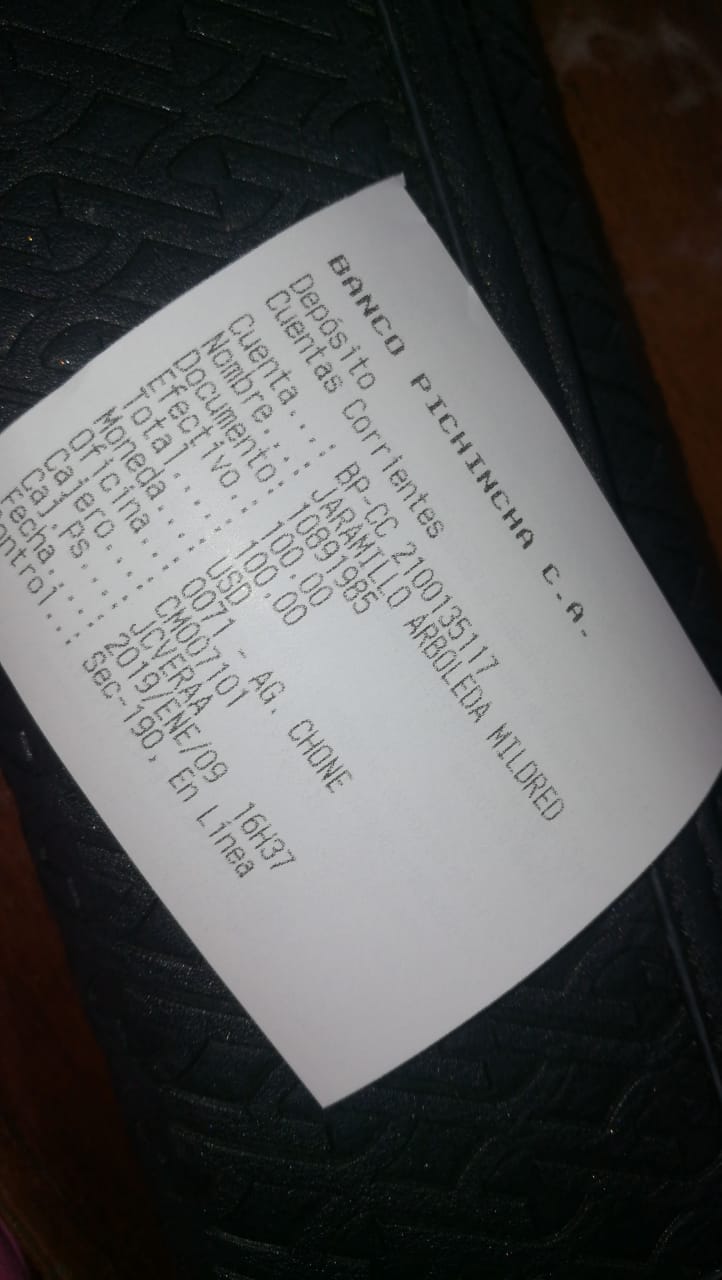 BANCO PICHINCHA C.A.
Depósito
Cuentas Corrientes
Cuenta....: BP-CC 2100135117
Nombre....: JARAMILLO ARBOLEDA MILDRED
Documento: 10891985
Efectivo..: 100.00
Total.....: 100.00
Moneda....: USD
Oficina...: 0071 - AG. CHONE
Cajero....: CM007101
Caj.Ps....: JCVERAA
Fecha.....: 2019/ENE/09 16H37
ontrol..: Sec-190, En Línea